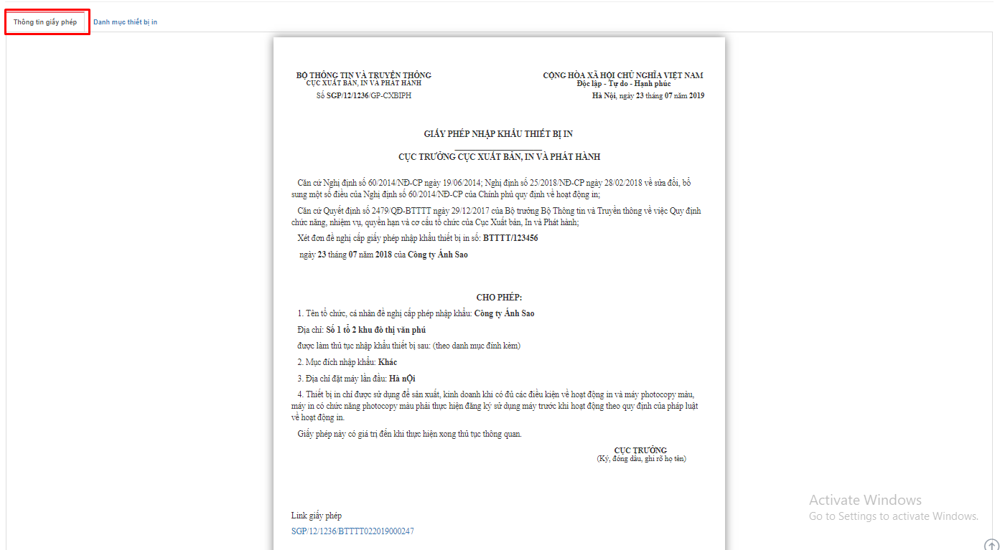 Thông tin giấy phép
Danh mục thiết bị in
BỘ THÔNG TIN VÀ TRUYỀN THÔNG
CỤC XUẤT BẢN, IN VÀ PHÁT HÀNH
Số SGP/12/1236/GP-CXBIPH
CỘNG HÒA XÃ HỘI CHỦ NGHĨA VIỆT NAM
Độc lập - Tự do - Hạnh phúc
Hà Nội, ngày 23 tháng 07 năm 2019
GIẤY PHÉP NHẬP KHẨU THIẾT BỊ IN
CỤC TRƯỞNG CỤC XUẤT BẢN, IN VÀ PHÁT HÀNH
Căn cứ Nghị định số 60/2014/NĐ-CP ngày 19/06/2014; Nghị định số 25/2018/NĐ-CP ngày 28/02/2018 về sửa đổi, bổ
sung một số điều của Nghị định số 60/2014/NĐ-CP của Chính phủ quy định về hoạt động in;
Căn cứ Quyết định số 2479/QĐ-BTTTT ngày 29/12/2017 của Bộ trưởng Bộ Thông tin và Truyền thông về việc Quy định
chức năng, nhiệm vụ, quyền hạn và cơ cấu tổ chức của Cục Xuất bản, In và Phát hành;
Xét đơn đề nghị cấp giấy phép nhập khẩu thiết bị in số: BTTTT/123456
ngày 23 tháng 07 năm 2018 của Công ty Ánh Sao
CHO PHÉP:
1. Tên tổ chức, cá nhân đề nghị cấp phép nhập khẩu: Công ty Ánh Sao
Địa chỉ: Số 1 tổ 2 khu đô thị văn phú
được làm thủ tục nhập khẩu thiết bị sau: (theo danh mục đính kèm)
2. Mục đích nhập khẩu: Khác
3. Địa chỉ đặt máy lần đầu: Hà nỘi
4. Thiết bị in chỉ được sử dụng để sản xuất, kinh doanh khi có đủ các điều kiện về hoạt động in và máy photocopy màu,
máy in có chức năng photocopy màu phải thực hiện đăng ký sử dụng máy trước khi hoạt động theo quy định của pháp luật
về hoạt động in.
Giấy phép này có giá trị đến khi thực hiện xong thủ tục thông quan.
CỤC TRƯỞNG
(Ký, đóng dấu, ghi rõ họ tên)
Link giấy phép
SGP/12/1236/BTTTT022019000247
Activate Windows
Go to Settings to activate Windows.